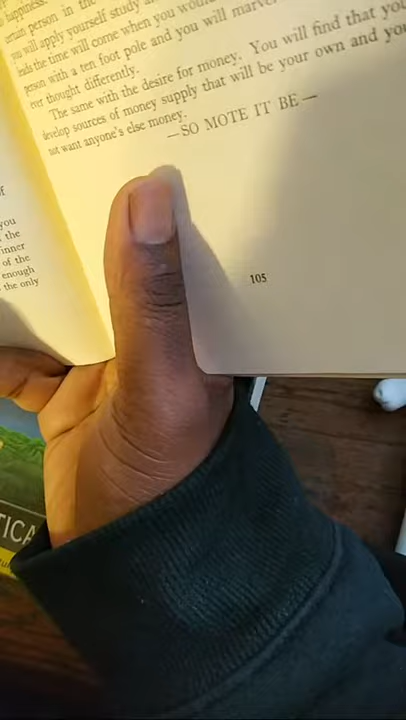 happiness.
certain person in the
you will apply yourself study a
finds the time will come when you wou
person with a ten foot pole and you will marvel
ever thought differently.
The same with the desire for money. You will find that you
develop sources of money supply that will be your own and you
not want anyone's else money.
—SO MOTE IT BE—
105
you
the
inner
of the
enough
the only
TICA